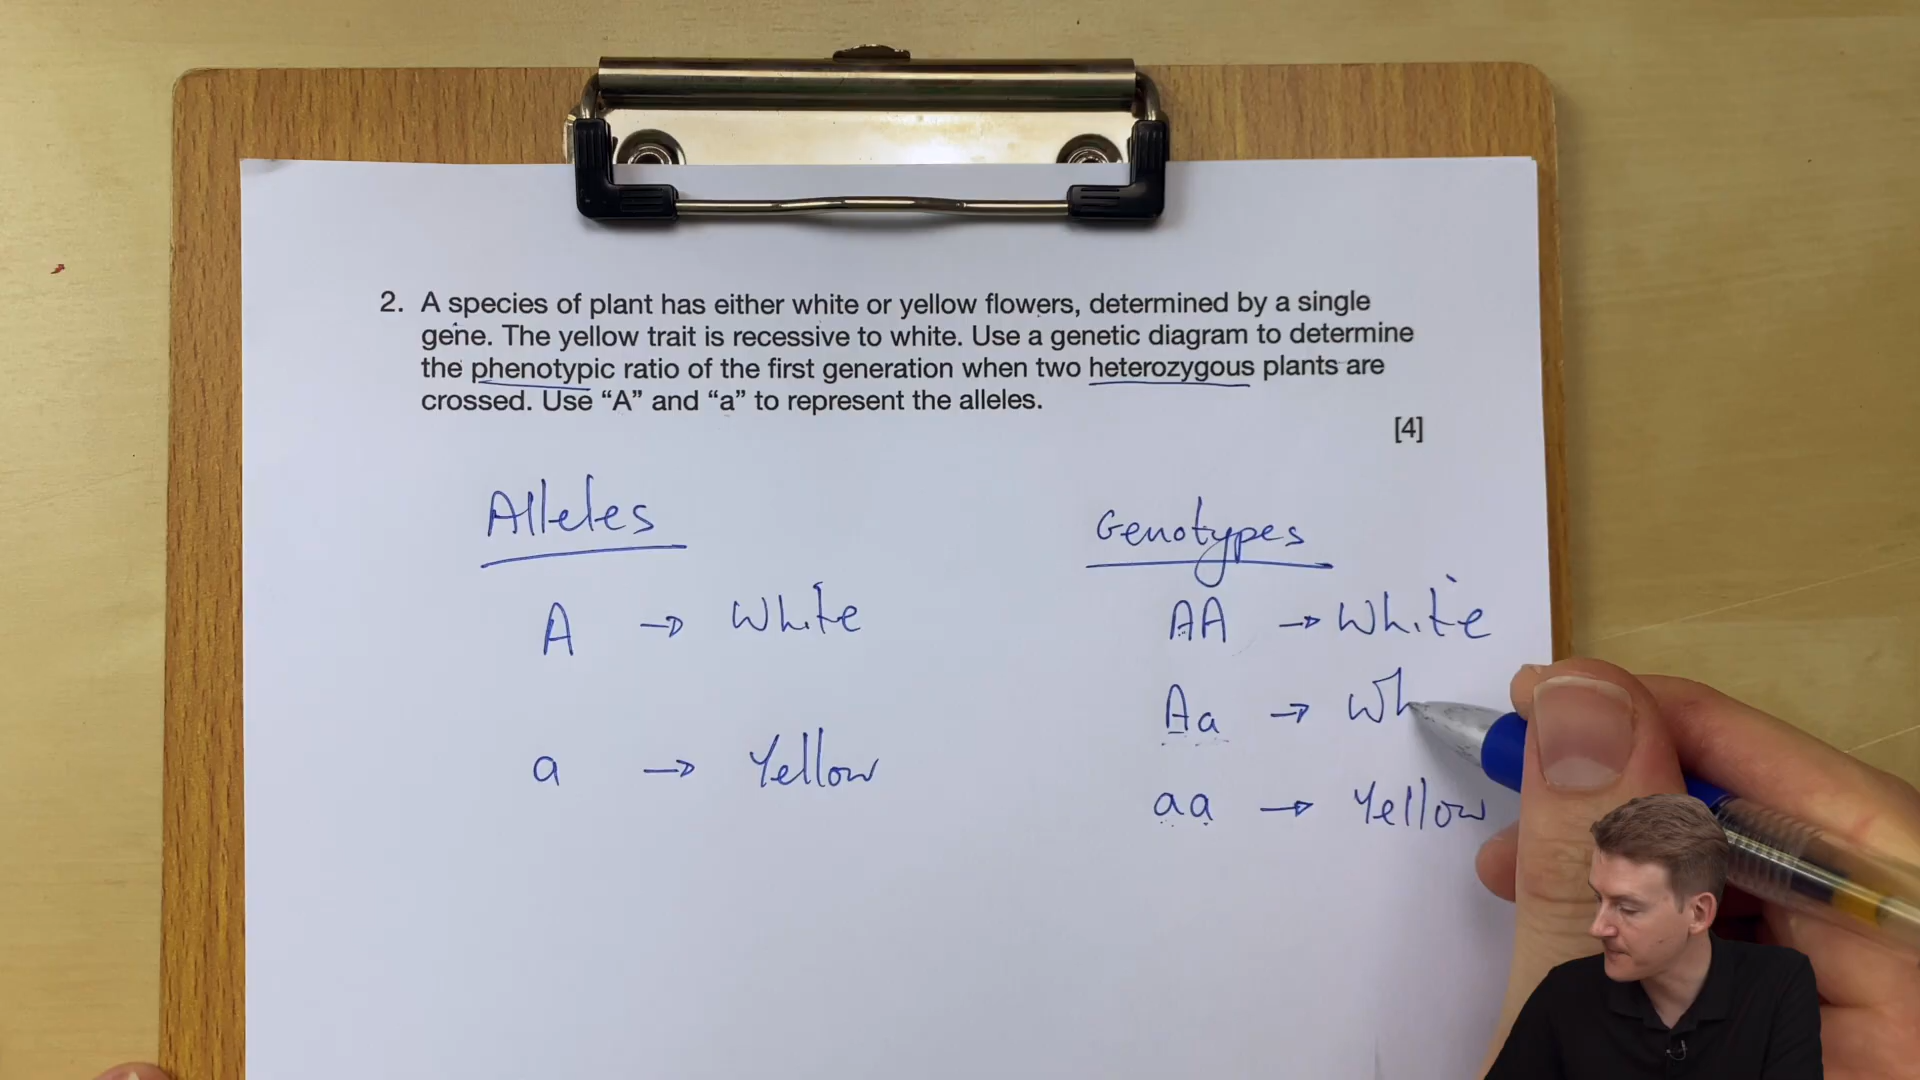 2. A species of plant has either white or yellow flowers, determined by a single
gene. The yellow trait is recessive to white. Use a genetic diagram to determine
the phenotypic ratio of the first generation when two heterozygous plants are
crossed. Use “A” and “a” to represent the alleles.
[4]
Alleles
A → White
a → Yellow
Genotypes
AA → White
Aa → Wh
aa → Yellow